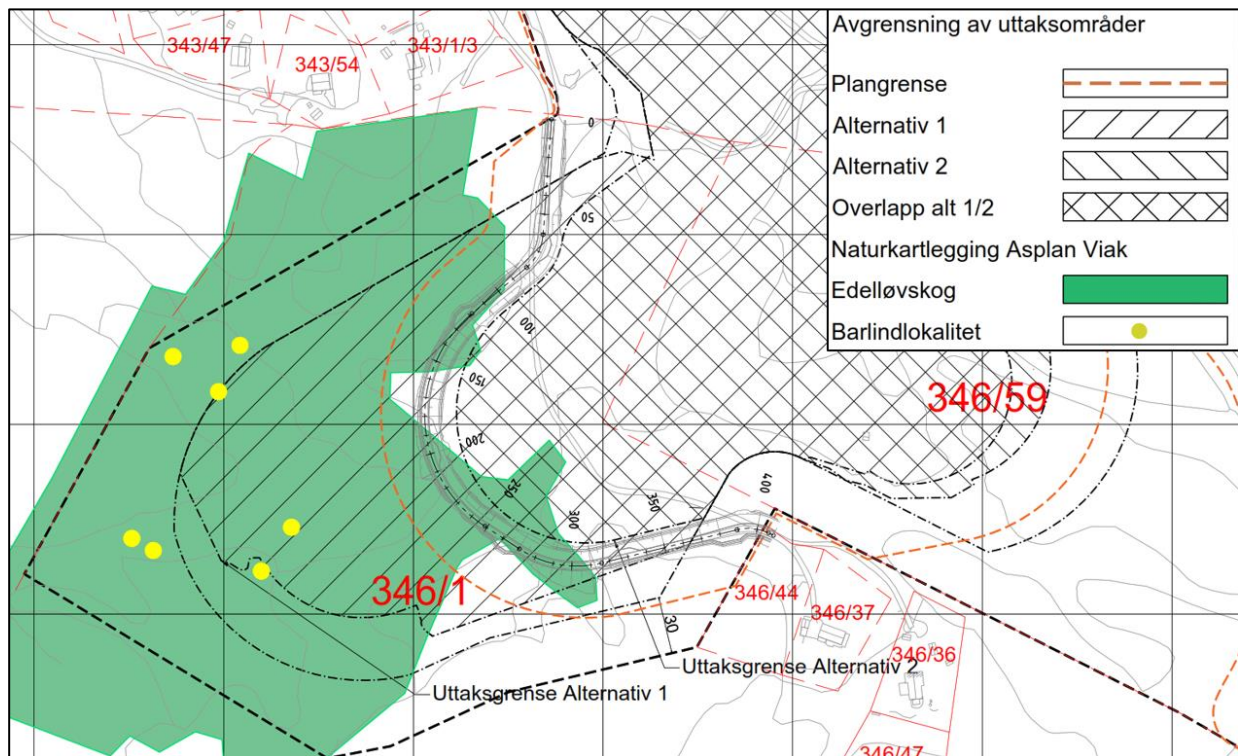 343/47
343/54
343/1/3
Avgrensning av uttaksområder
Plangrense
Alternativ 1
Alternativ 2
Overlapp alt 1/2
Naturkartlegging Asplan Viak
Edelløvskog
Barlindlokalitet
0
50
100
150
200
250
300
350
400
346/59
346/1
346/44
346/37
346/36
30
Uttaksgrense Alternativ 2
Uttaksgrense Alternativ 1
346/47